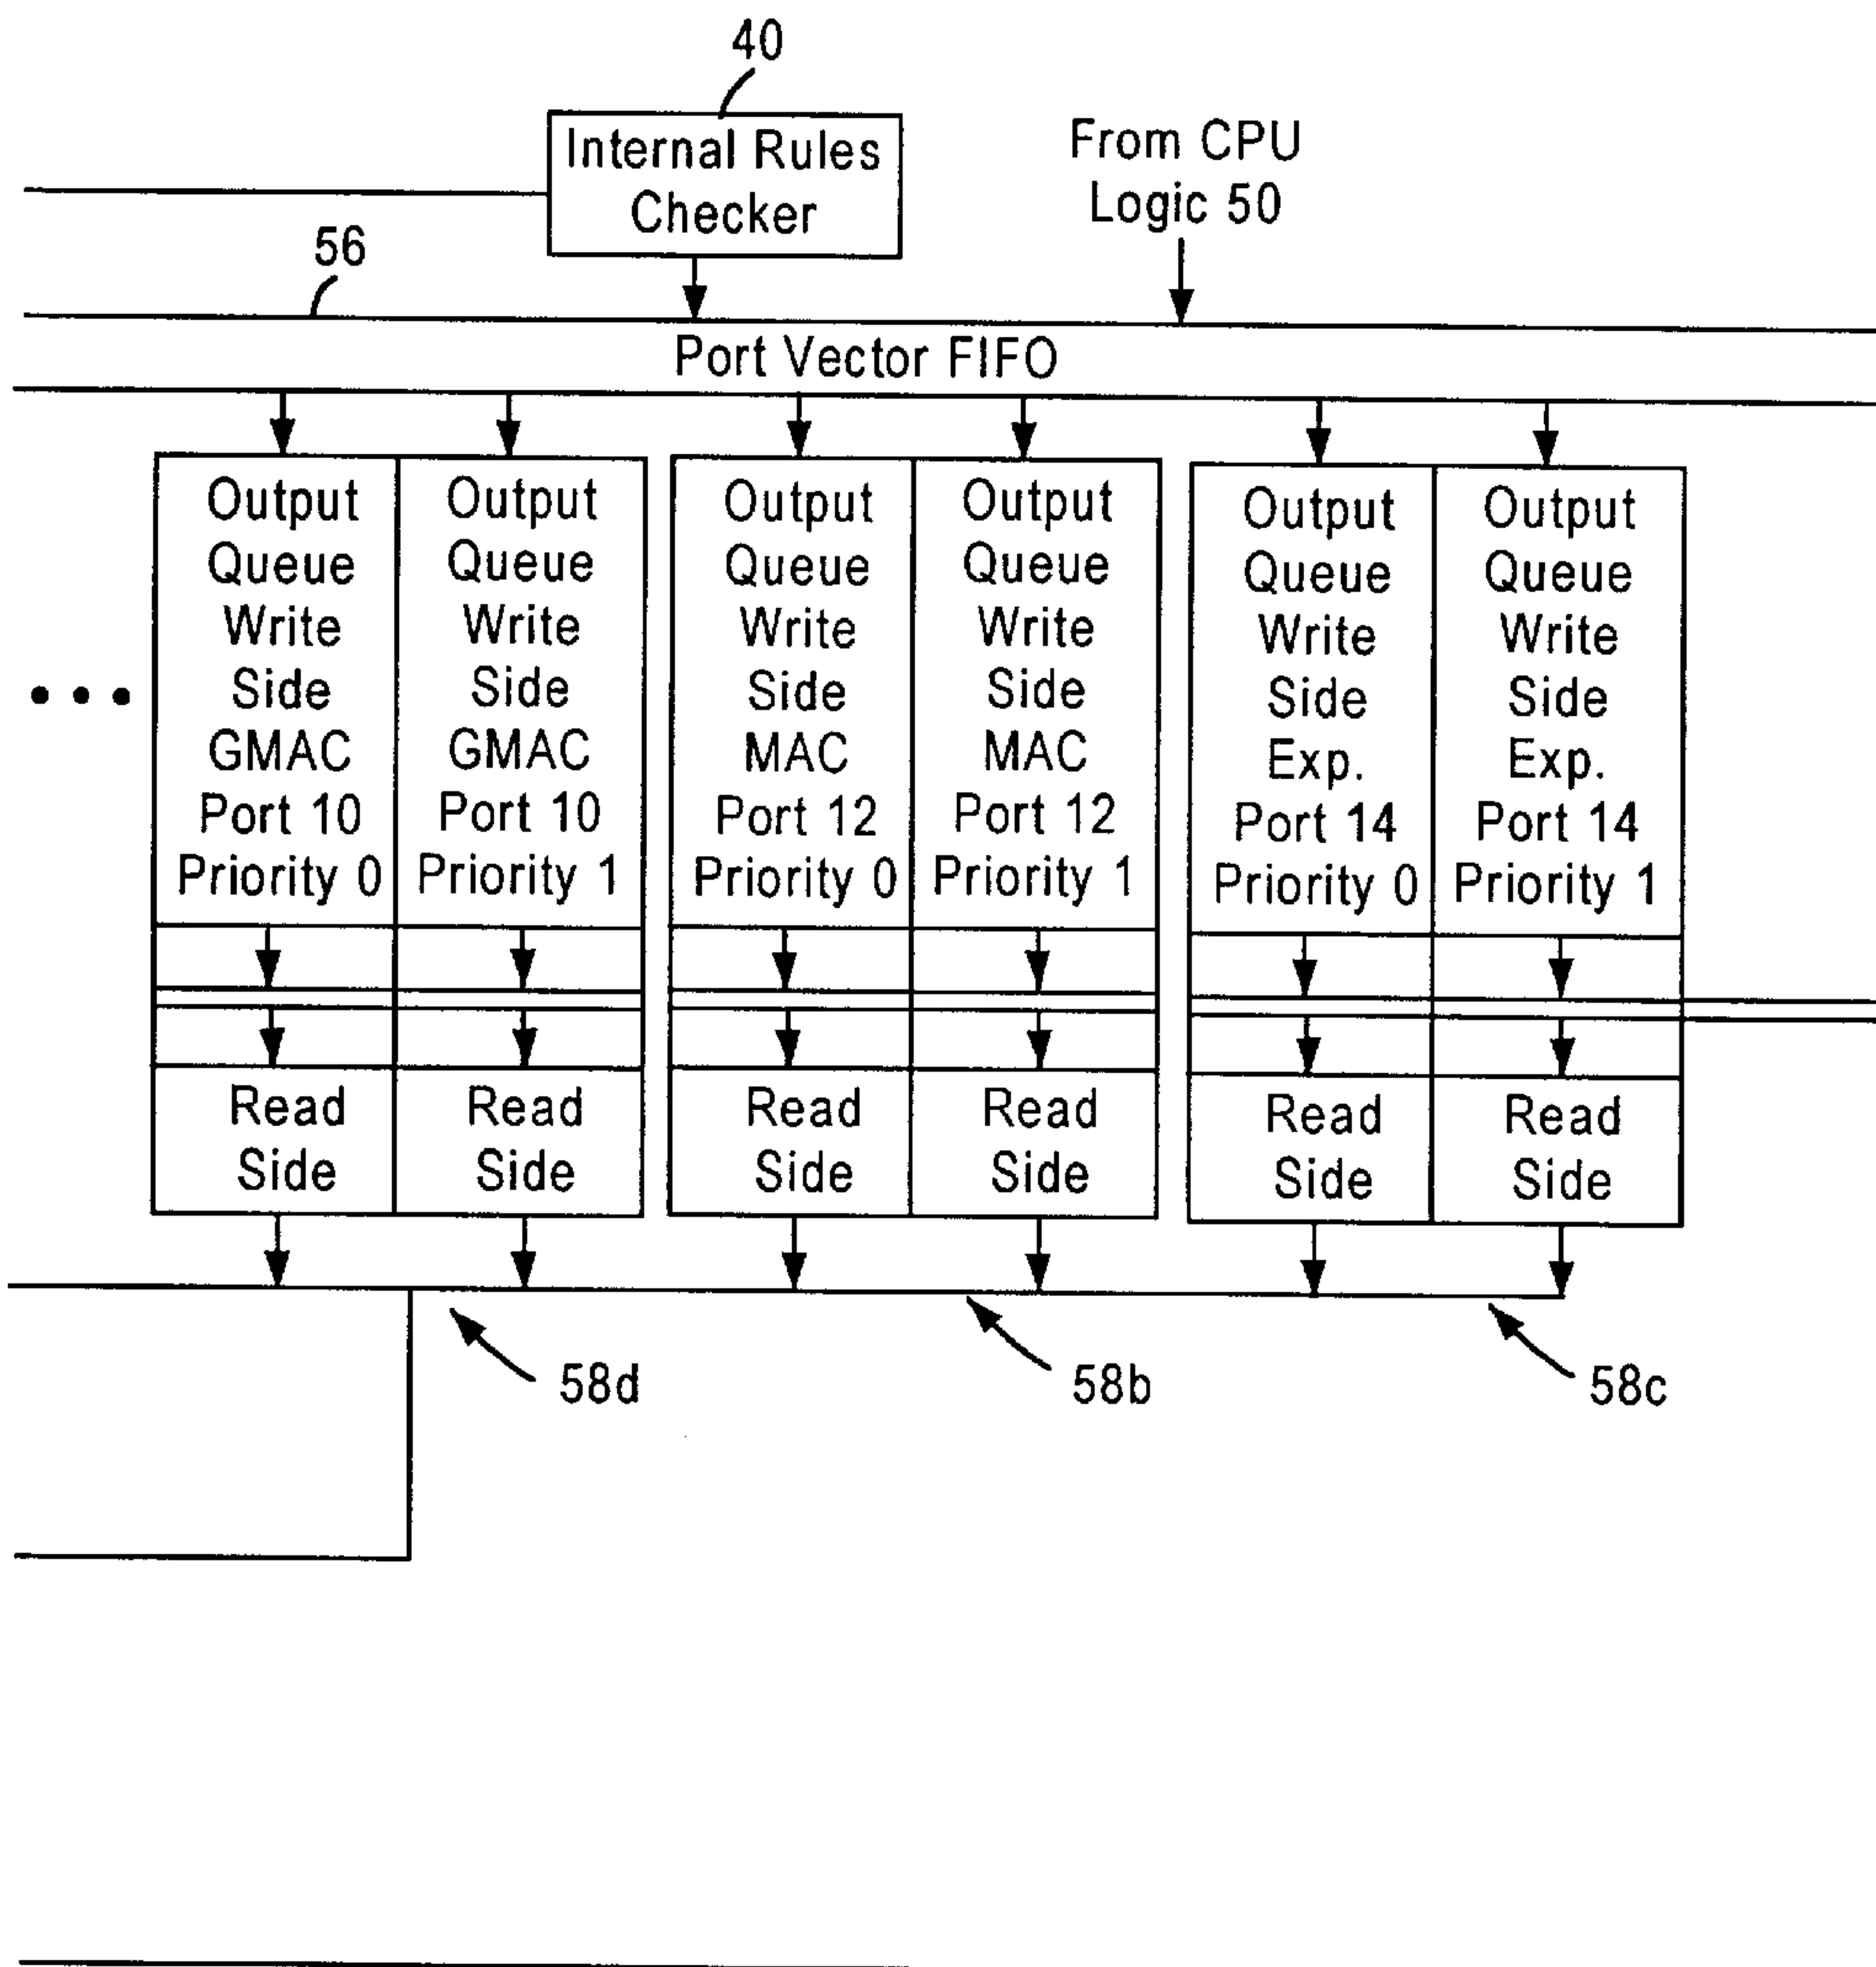 40
Internal Rules
Checker
From CPU
Logic 50
56
Port Vector FIFO
Output
Queue
Write
Side
GMAC
Port 10
Priority 0
Output
Queue
Write
Side
GMAC
Port 10
Priority 1
Output
Queue
Write
Side
MAC
Port 12
Priority 0
Output
Queue
Write
Side
MAC
Port 12
Priority 1
Output
Queue
Write
Side
Exp.
Port 14
Priority 0
Output
Queue
Write
Side
Exp.
Port 14
Priority 1
Read
Side
Read
Side
Read
Side
Read
Side
Read
Side
Read
Side
58d
58b
58c